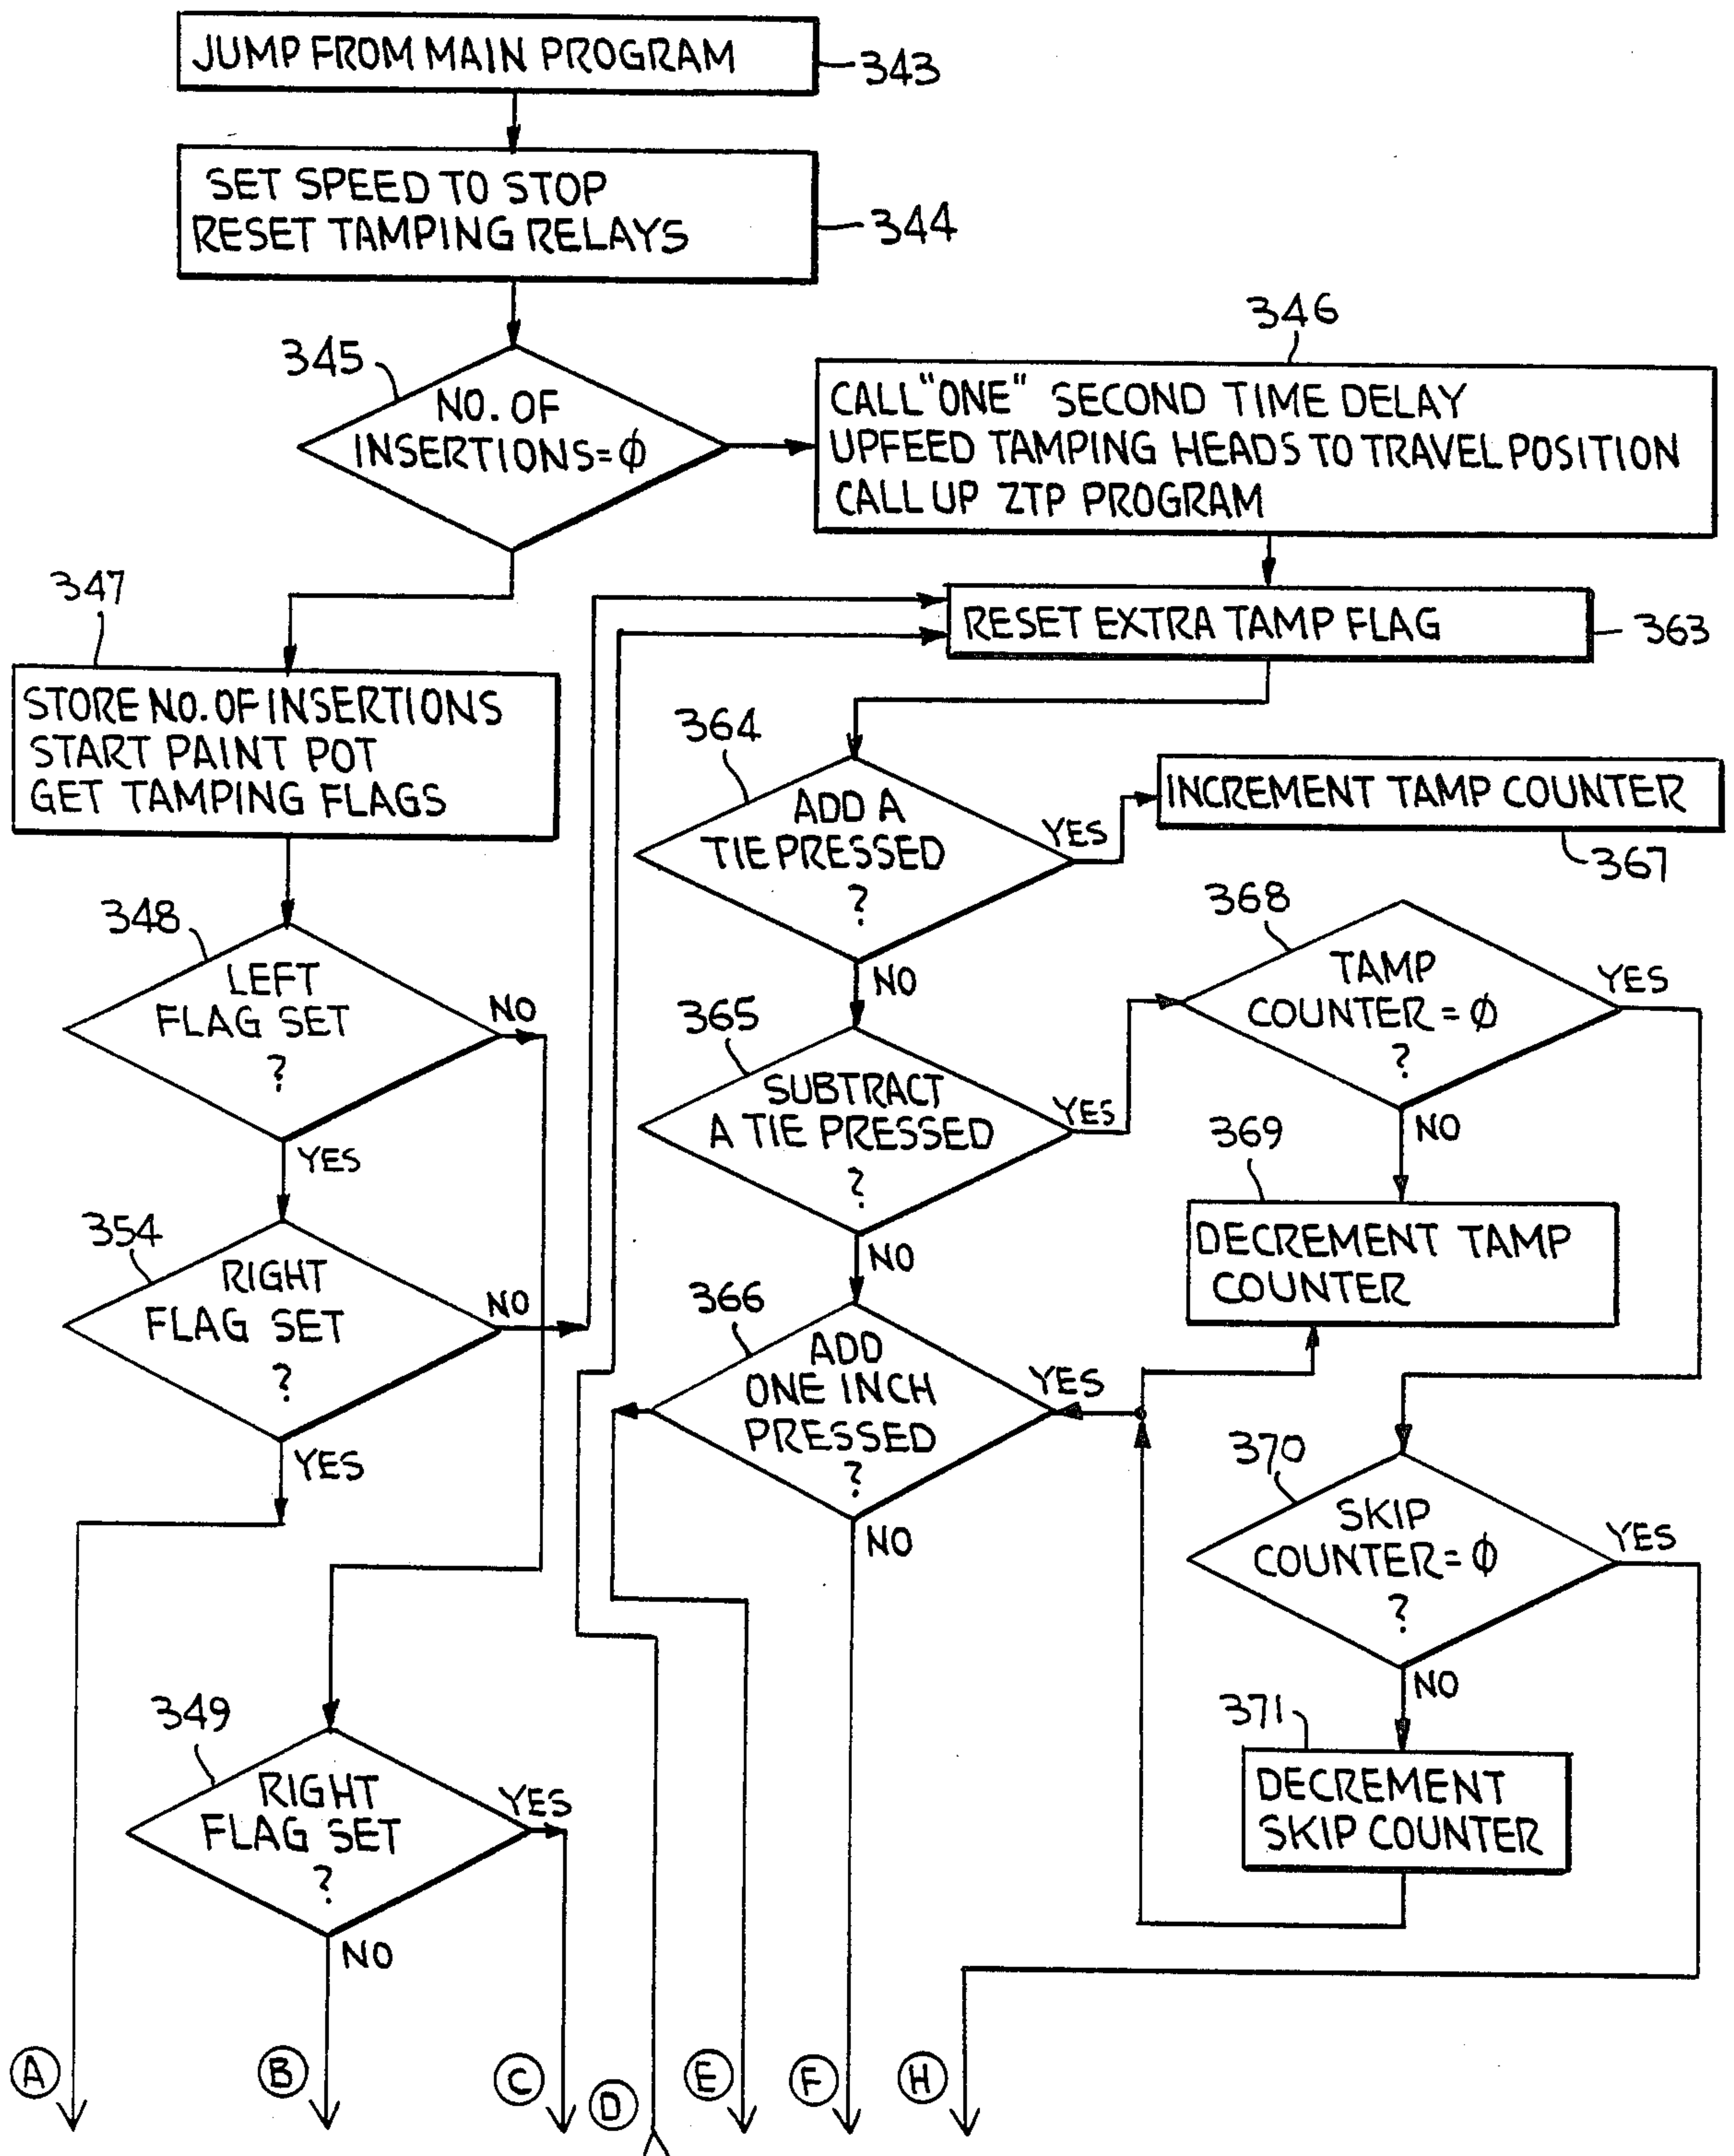 JUMP FROM MAIN PROGRAM
343
SET SPEED TO STOP
RESET TAMPING RELAYS
344
345
NO. OF
INSERTIONS=φ
346
CALL "ONE" SECOND TIME DELAY
UPFEED TAMPING HEADS TO TRAVEL POSITION
CALL UP ZTP PROGRAM
347
STORE NO. OF INSERTIONS
START PAINT POT
GET TAMPING FLAGS
RESET EXTRA TAMP FLAG
363
364
ADD A
TIE PRESSED
?
YES
NO
INCREMENT TAMP COUNTER
367
348
LEFT
FLAG SET
?
NO
YES
365
SUBTRACT
A TIE PRESSED
?
YES
NO
368
TAMP
COUNTER = φ
?
YES
NO
369
DECREMENT TAMP
COUNTER
354
RIGHT
FLAG SET
?
NO
YES
366
ADD
ONE INCH
PRESSED
?
YES
NO
370
SKIP
COUNTER = φ
?
YES
NO
371
DECREMENT
SKIP COUNTER
349
RIGHT
FLAG SET
?
YES
NO
A
B
C
D
E
F
H